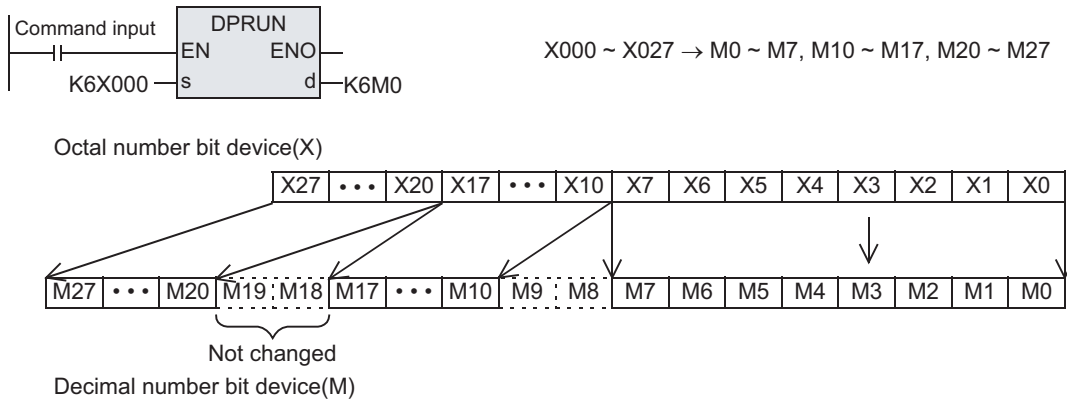 Command input
DPRUN
EN ENO
K6X000 s d K6M0
X000 ~ X027 → M0 ~ M7, M10 ~ M17, M20 ~ M27
Octal number bit device(X)
X27 ••• X20 X17 ••• X10 X7 X6 X5 X4 X3 X2 X1 X0
M27 ••• M20 M19 M18 M17 ••• M10 M9 M8 M7 M6 M5 M4 M3 M2 M1 M0
Not changed
Decimal number bit device(M)